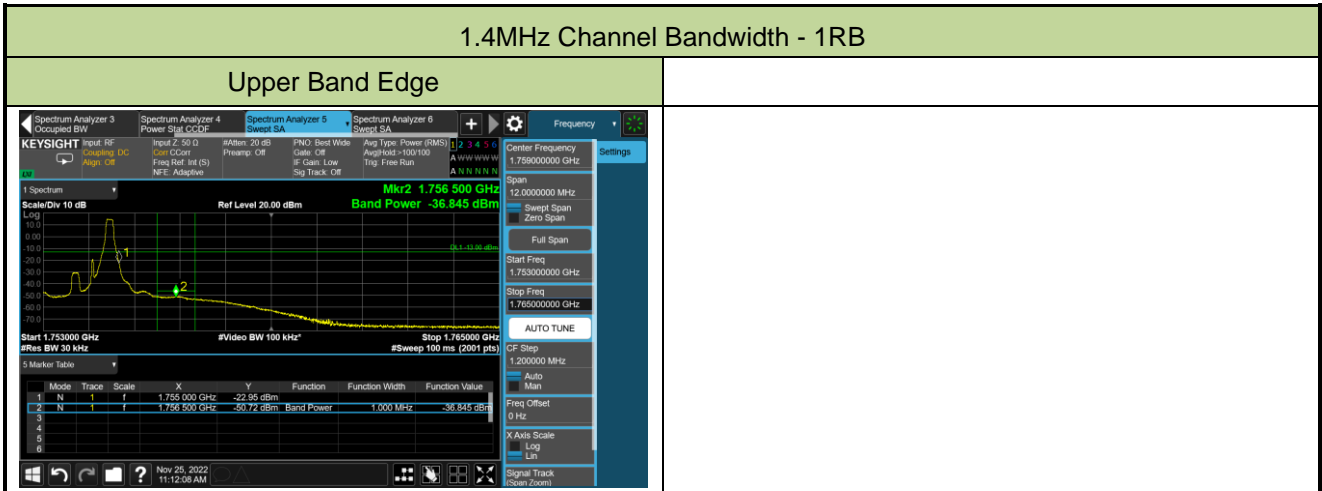 1.4MHz Channel Bandwidth - 1RB
Upper Band Edge
Spectrum Analyzer 3
Occupied BW
Spectrum Analyzer 4
Power Stat CCDF
Spectrum Analyzer 5
Swept SA
Spectrum Analyzer 6
Swept SA
Frequency
KEYSIGHT
Input: RF
Coupling: DC
Align: Off
Input Z: 50 Ω
Corr CCorr
Freq Ref: Int (S)
NFE: Adaptive
#Atten: 20 dB
Preamp: Off
PNO: Best Wide
Gate: Off
IF Gain: Low
Sig Track: Off
Avg Type: Power (RMS)
Avg|Hold:>100/100
Trig: Free Run
1 2 3 4 5 6
A W W W W W
A N N N N N
1 Spectrum
Scale/Div 10 dB
Ref Level 20.00 dBm
Mkr2 1.756 500 GHz
Band Power -36.845 dBm
Log
10.0
0.00
-10.0
-20.0
-30.0
-40.0
-50.0
-60.0
-70.0
1
2
Start 1.753000 GHz
#Res BW 30 kHz
#Video BW 100 kHz*
Stop 1.765000 GHz
#Sweep 100 ms (2001 pts)
5 Marker Table
Mode Trace Scale X Y Function Function Width Function Value
1 N 1 f 1.755 000 GHz -22.95 dBm
2 N 1 f 1.756 500 GHz -50.72 dBm Band Power 1.000 MHz -36.845 dBm
3
4
5
6
Nov 25, 2022
11:12:08 AM
Center Frequency
1.759000000 GHz
Settings
Span
12.0000000 MHz
Swept Span
Zero Span
Full Span
Start Freq
1.753000000 GHz
Stop Freq
1.765000000 GHz
AUTO TUNE
CF Step
1.200000 MHz
Auto
Man
Freq Offset
0 Hz
X Axis Scale
Log
Lin
Signal Track
(Span Zoom)